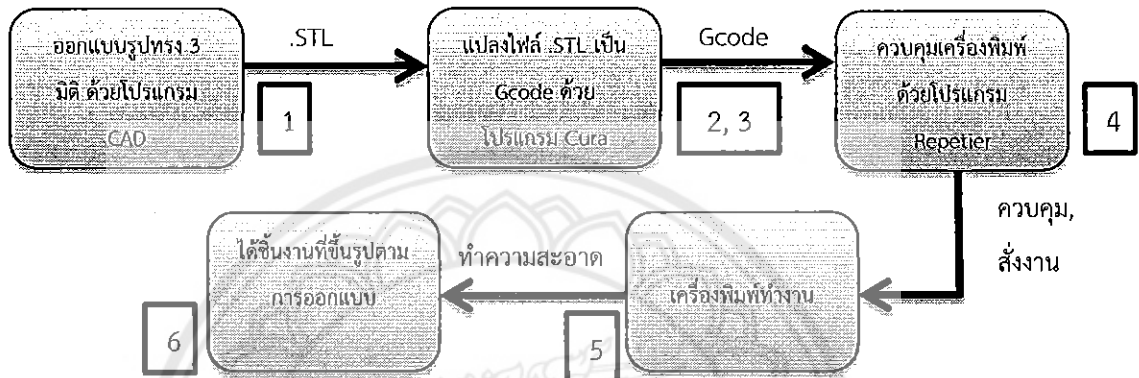 ออกแบบรูปทรง 3
มิติ ด้วยโปรแกรม
CAD
.STL
1
แปลงไฟล์ .STL เป็น
Gcode ด้วย
โปรแกรม Cura
Gcode
2, 3
ควบคุมเครื่องพิมพ์
ด้วยโปรแกรม
Repetier
4
ควบคุม,
สั่งงาน
เครื่องพิมพ์ทำงาน
5
ทำความสะอาด
ได้ชิ้นงานที่ขึ้นรูปตาม
การออกแบบ
6